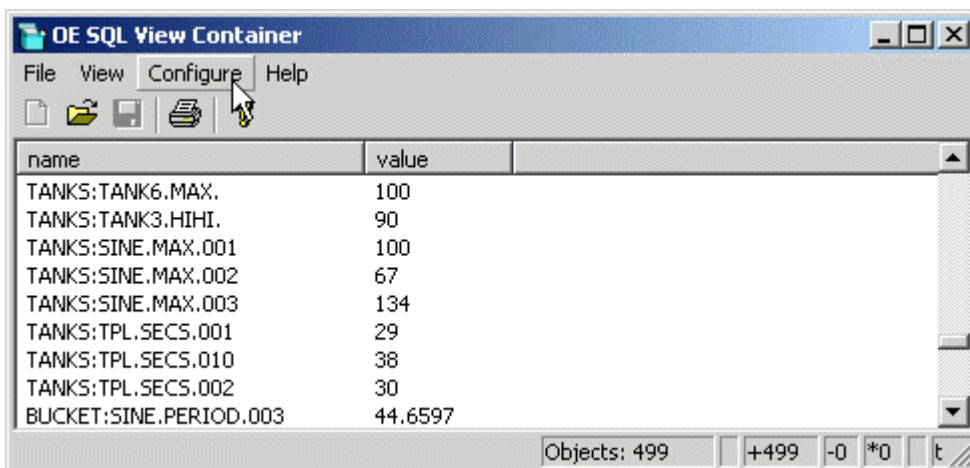 OE SQL View Container
File View Configure Help
name value
TANKS:TANK6.MAX. 100
TANKS:TANK3.HIHI. 90
TANKS:SINE.MAX.001 100
TANKS:SINE.MAX.002 67
TANKS:SINE.MAX.003 134
TANKS:TPL.SECS.001 29
TANKS:TPL.SECS.010 38
TANKS:TPL.SECS.002 30
BUCKET:SINE.PERIOD.003 44.6597
Objects: 499 +499 -0 *0 t